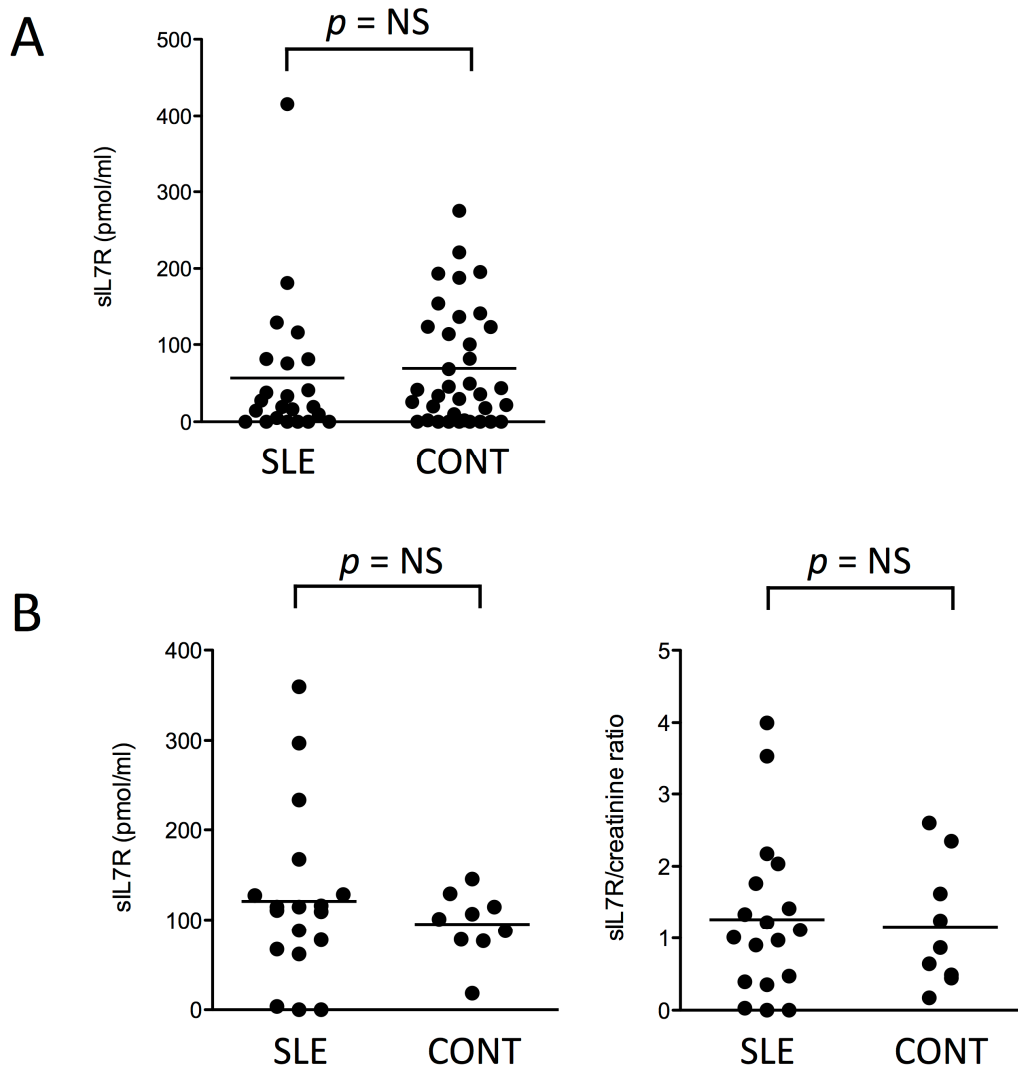 A
p = NS
500
400
300
200
100
0
sIL7R (pmol/ml)
SLE
CONT
B
p = NS
400
300
200
100
0
sIL7R (pmol/ml)
SLE
CONT
p = NS
5
4
3
2
1
0
sIL7R/creatinine ratio
SLE
CONT